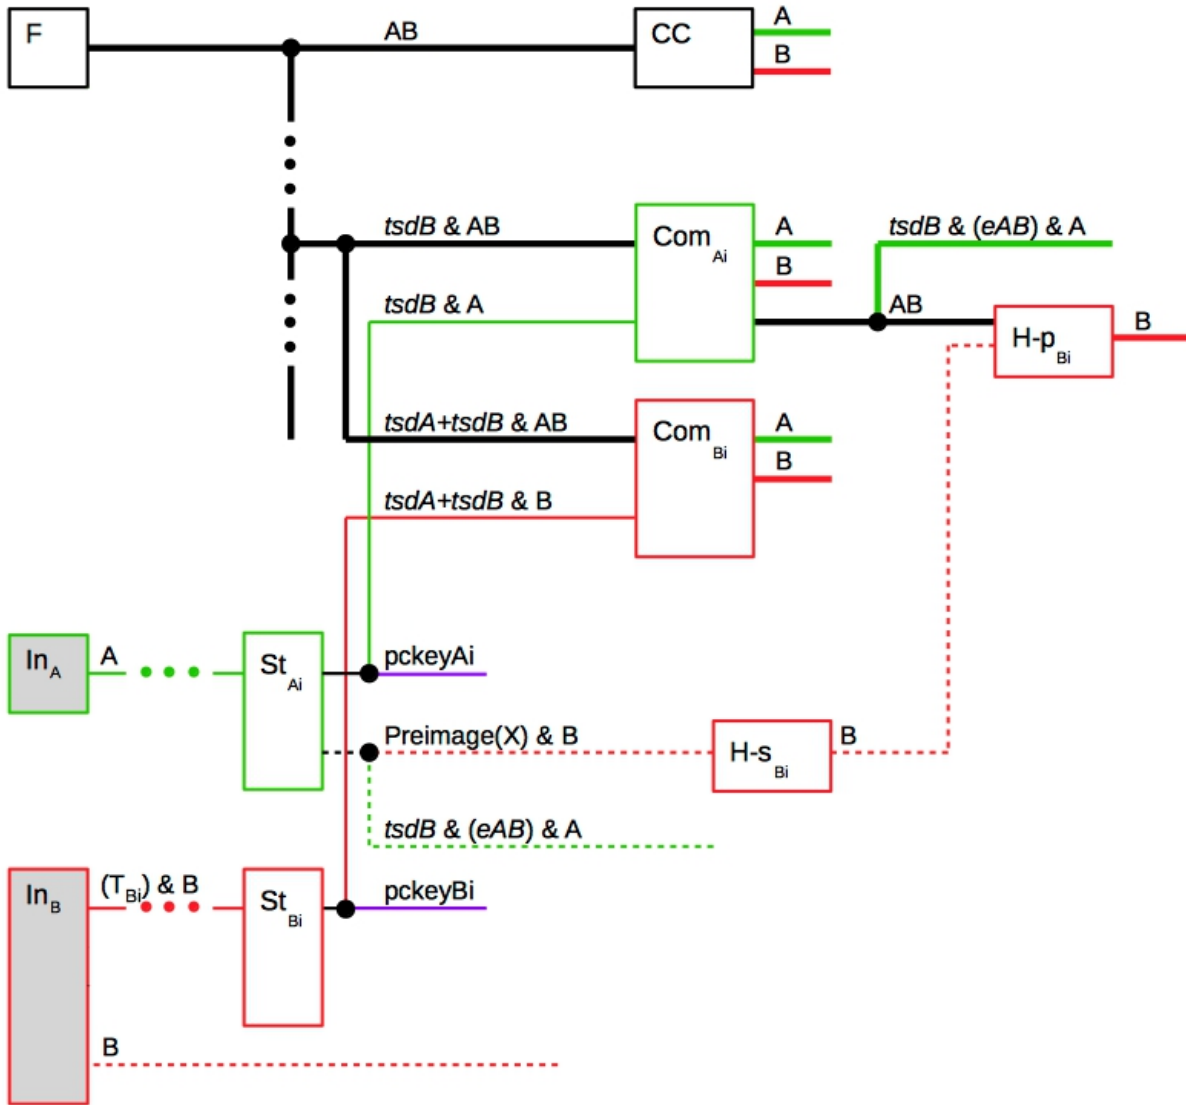 F
AB
CC
A
B
tsdB & AB
Com Ai
A
B
tsdB & (eAB) & A
tsdB & A
AB
H-p Bi
B
tsdA+tsdB & AB
Com Bi
A
B
tsdA+tsdB & B
In A
A
St Ai
pckeyAi
Preimage(X) & B
H-s Bi
B
tsdB & (eAB) & A
In B
(T Bi) & B
St Bi
pckeyBi
B